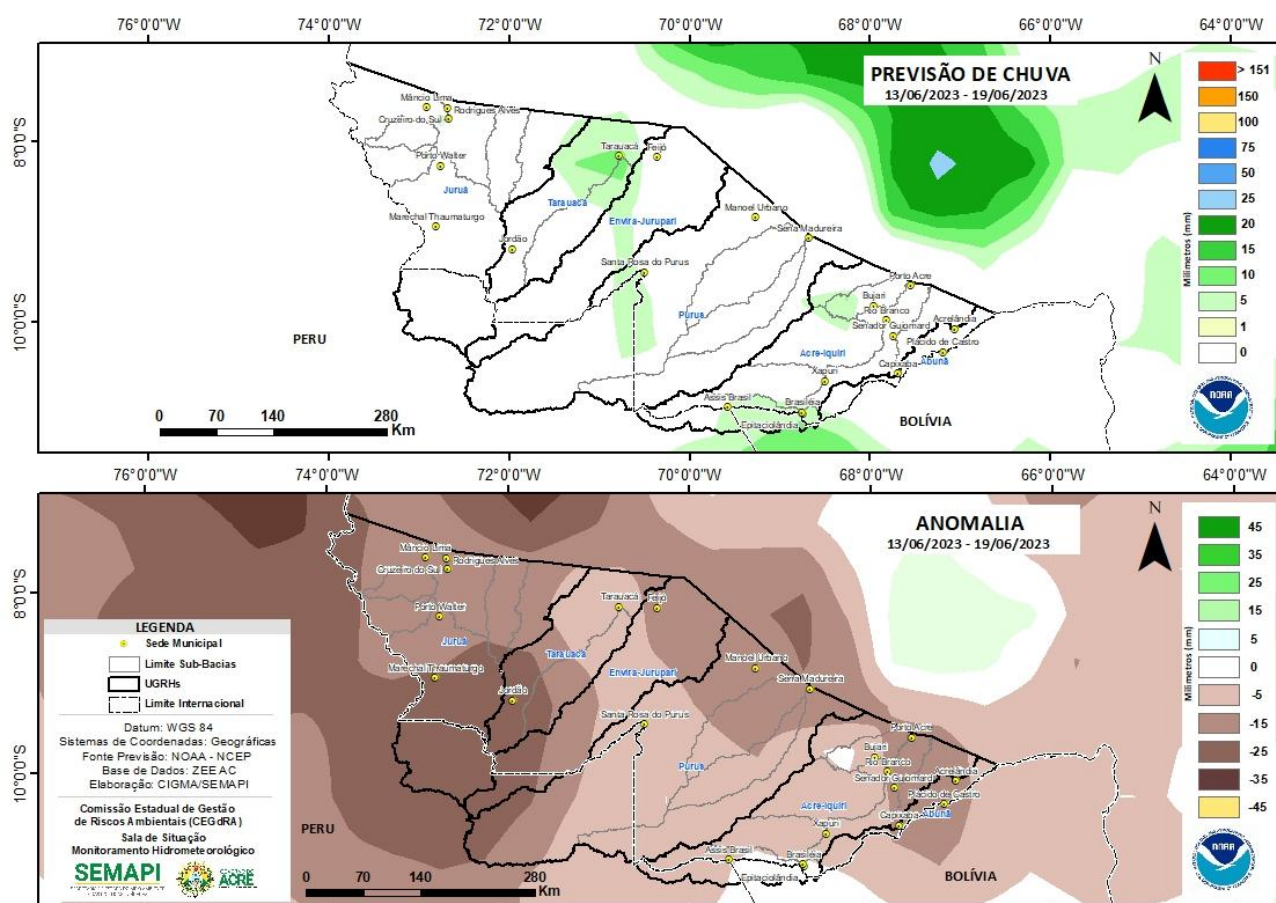 76°0'0"W 74°0'0"W 72°0'0"W 70°0'0"W 68°0'0"W 66°0'0"W 64°0'0"W
N
PREVISÃO DE CHUVA
13/06/2023 - 19/06/2023
> 151
150
100
75
50
25
20
15
10
5
1
0
Milimetros (mm)
8°0'0"S
10°0'0"S
Mâncio Lima
Rodrigues Alves
Cruzeiro do Sul
Porto Walter
Juruá
Marechal Thaumaturgo
Tarauacá
Feijó
Tarauacá
Envira-Jurupari
Jordão
Manoel Urbano
Sena Madureira
Santa Rosa do Purus
Purus
Porto Acre
Bujari
Rio Branco
Senador Guiomard
Acrelândia
Plácido de Castro
Acre-Iquiri
Abunã
Capixaba
Xapuri
Assis Brasil
Brasiléia
Epitaciolândia
PERU
BOLÍVIA
0 70 140 280
Km
NOAA
76°0'0"W 74°0'0"W 72°0'0"W 70°0'0"W 68°0'0"W 66°0'0"W 64°0'0"W
N
ANOMALIA
13/06/2023 - 19/06/2023
45
35
25
15
5
0
-5
-15
-25
-35
-45
Milimetros (mm)
8°0'0"S
10°0'0"S
Mâncio Lima
Rodrigues Alves
Cruzeiro do Sul
Porto Walter
Juruá
Marechal Thaumaturgo
Tarauacá
Feijó
Tarauacá
Envira-Jurupari
Jordão
Manoel Urbano
Sena Madureira
Santa Rosa do Purus
Purus
Porto Acre
Bujari
Rio Branco
Senador Guiomard
Acrelândia
Plácido de Castro
Acre-Iquiri
Abunã
Capixaba
Xapuri
Assis Brasil
Brasiléia
Epitaciolândia
PERU
BOLÍVIA
0 70 140 280
Km
NOAA
LEGENDA
Sede Municipal
Limite Sub-Bacias
UGRHs
Limite Internacional
Datum: WGS 84
Sistemas de Coordenadas: Geográficas
Fonte Previsão: NOAA - NCEP
Base de Dados: ZEE AC
Elaboração: CIGMA/SEMAPI
Comissão Estadual de Gestão
de Riscos Ambientais (CEGdRA)
Sala de Situação
Monitoramento Hidrometeorológico
SEMAPI
ACRE